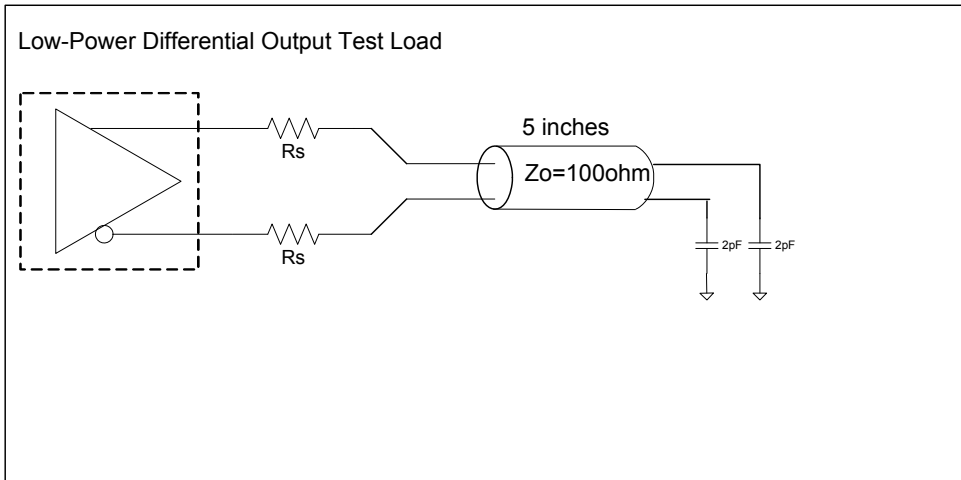 Low-Power Differential Output Test Load
5 inches
Rs
Zo=100ohm
Rs
2pF
2pF